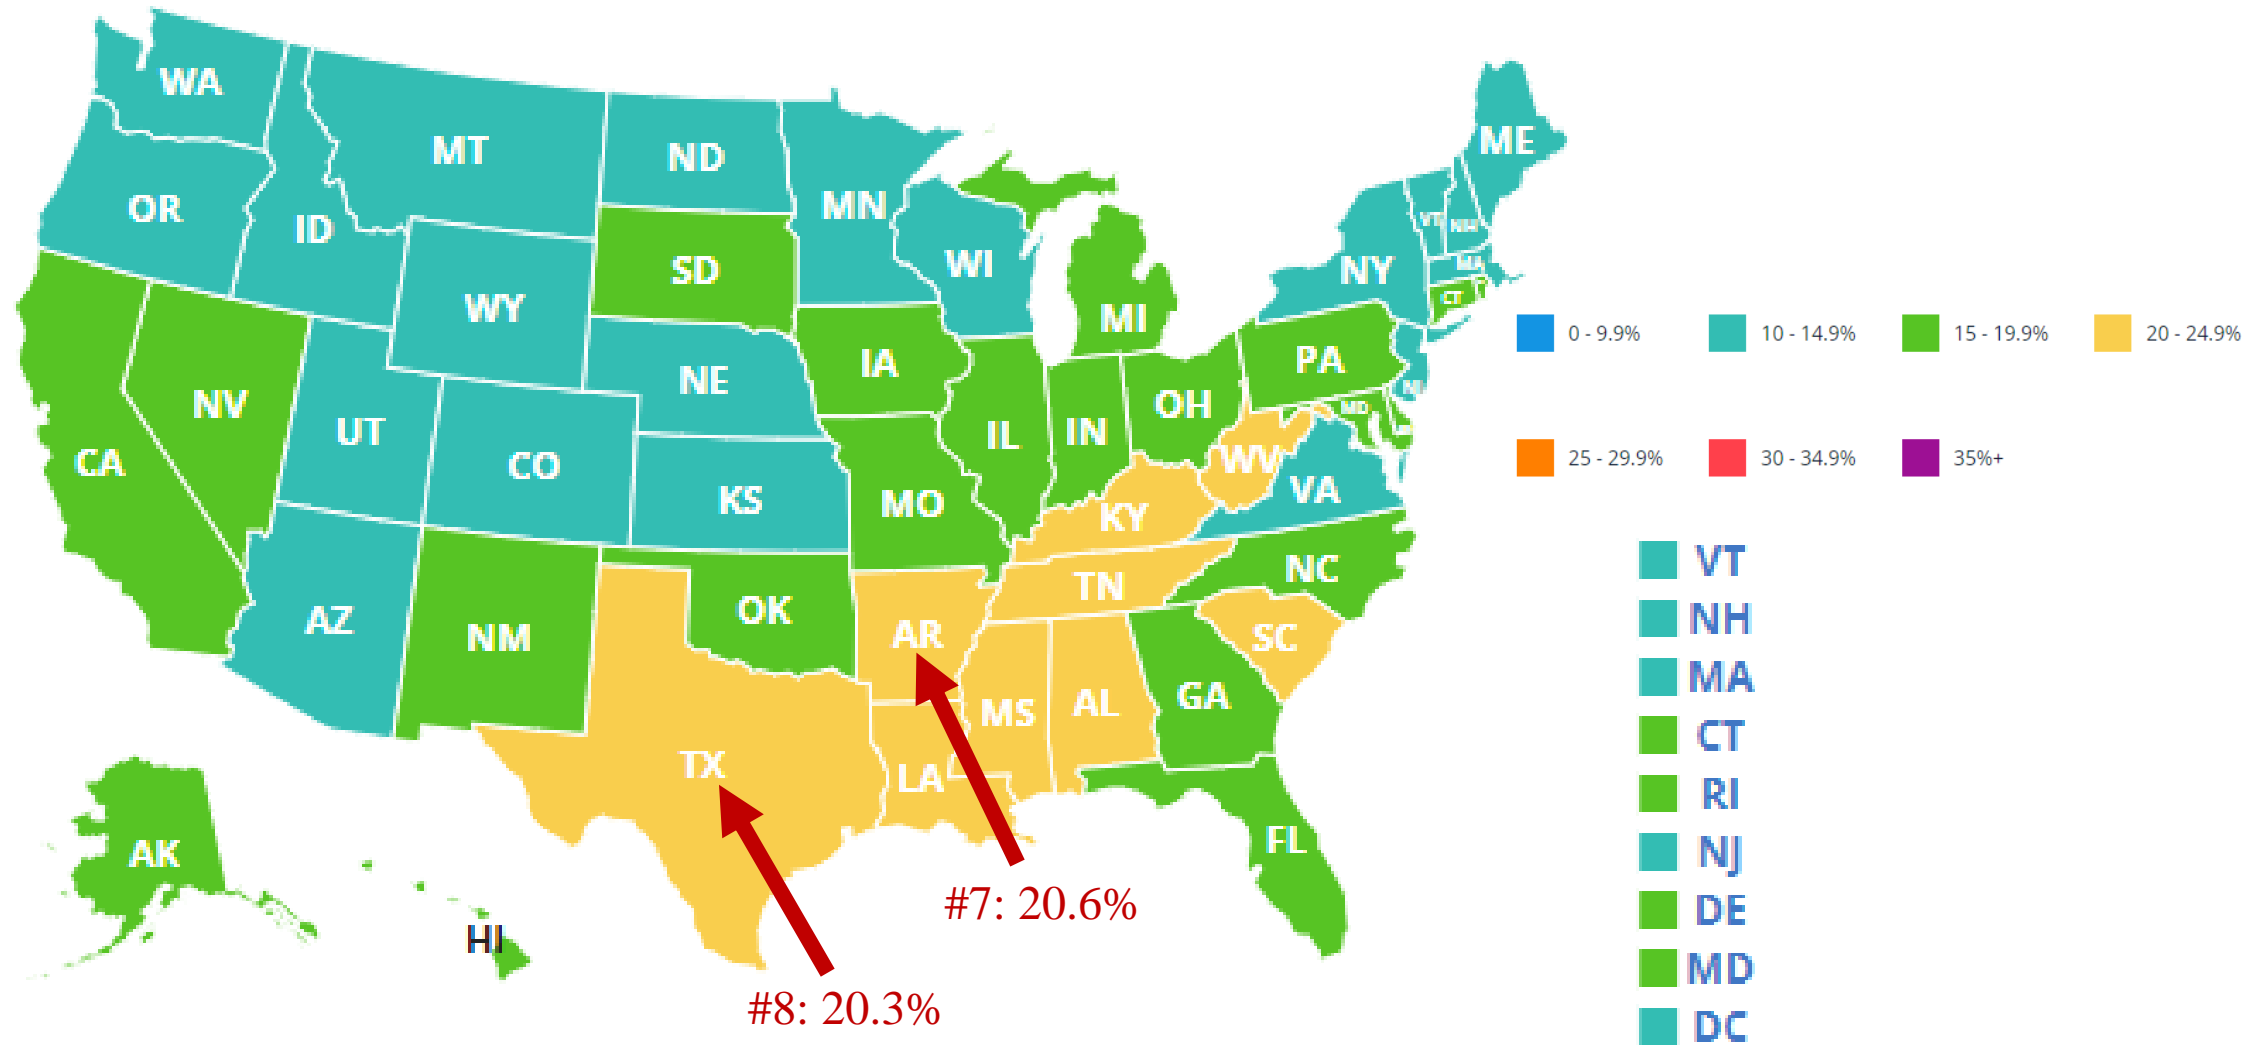 WA
MT
ND
ME
OR
ID
MN
VT
NH
WI
SD
NY
MA
WY
CT
MI
IA
PA
NE
NJ
NV
OH
MD
UT
IL
IN
CO
WV
CA
KS
VA
MO
KY
NC
TN
AZ
OK
AR
NM
SC
GA
MS
AL
TX
LA
FL
AK
HI
#7: 20.6%
#8: 20.3%
0 - 9.9%
10 - 14.9%
15 - 19.9%
20 - 24.9%
25 - 29.9%
30 - 34.9%
35%+
VT
NH
MA
CT
RI
NJ
DE
MD
DC